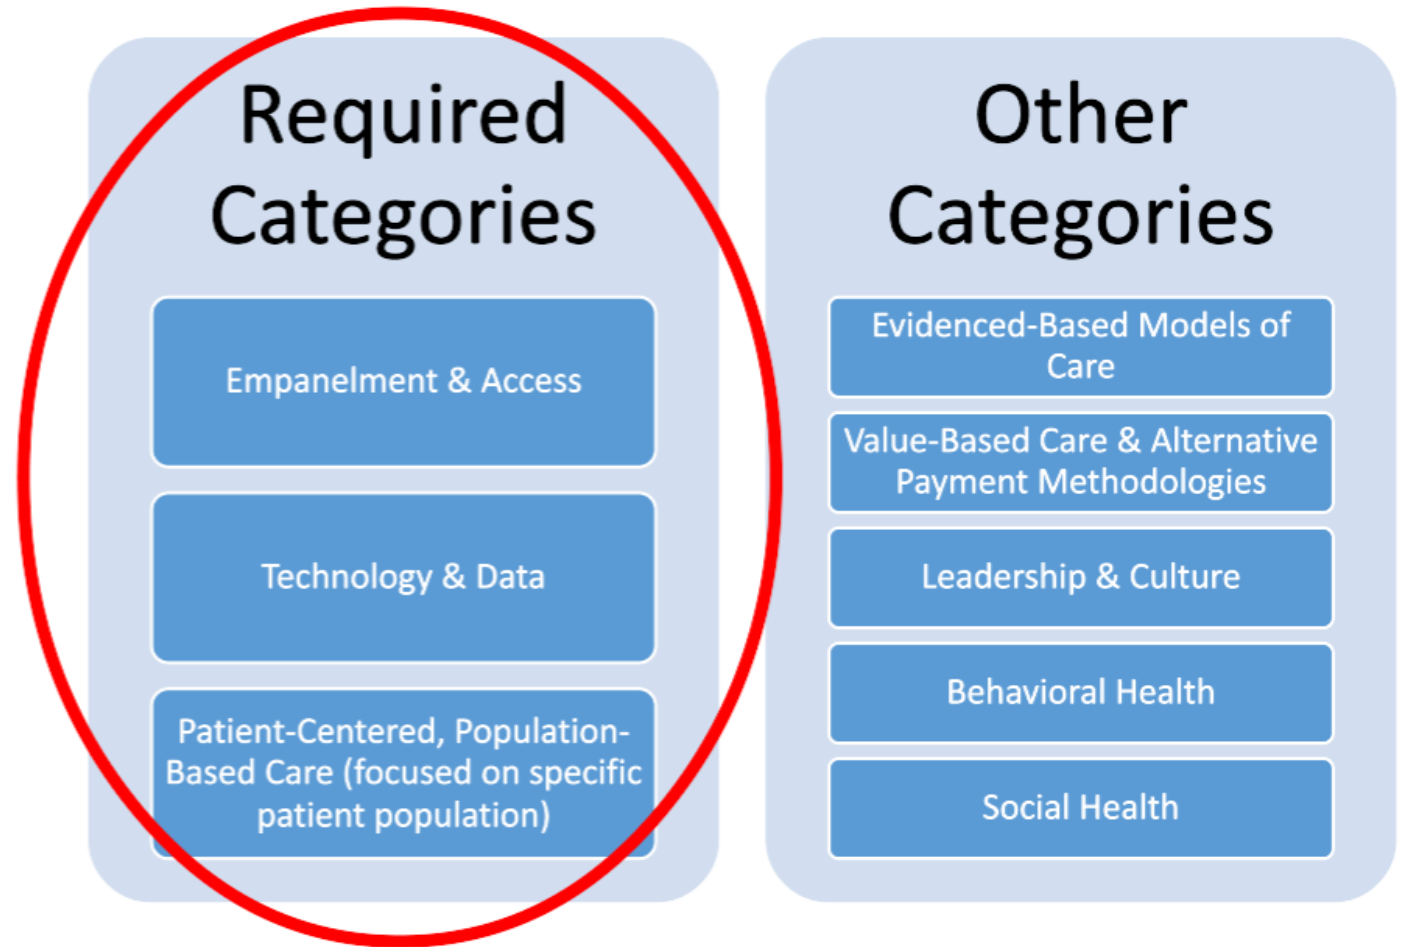 Required
Categories
Empanelment & Access
Technology & Data
Patient-Centered, Population-
Based Care (focused on specific
patient population)
Other
Categories
Evidenced-Based Models of
Care
Value-Based Care & Alternative
Payment Methodologies
Leadership & Culture
Behavioral Health
Social Health